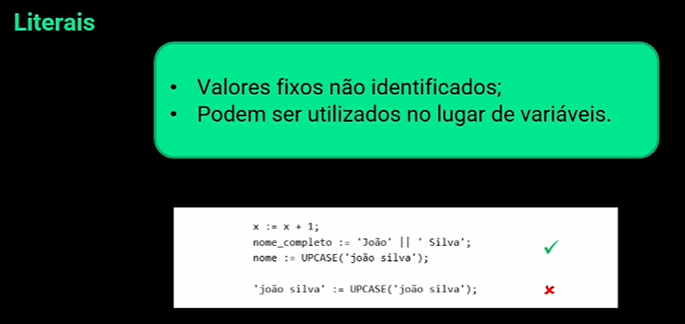 Literais
• Valores fixos não identificados;
• Podem ser utilizados no lugar de variáveis.
x := x + 1;
nome_completo := 'João' || ' Silva';
nome := UPCASE('joão silva');
'joão silva' := UPCASE('joão silva');